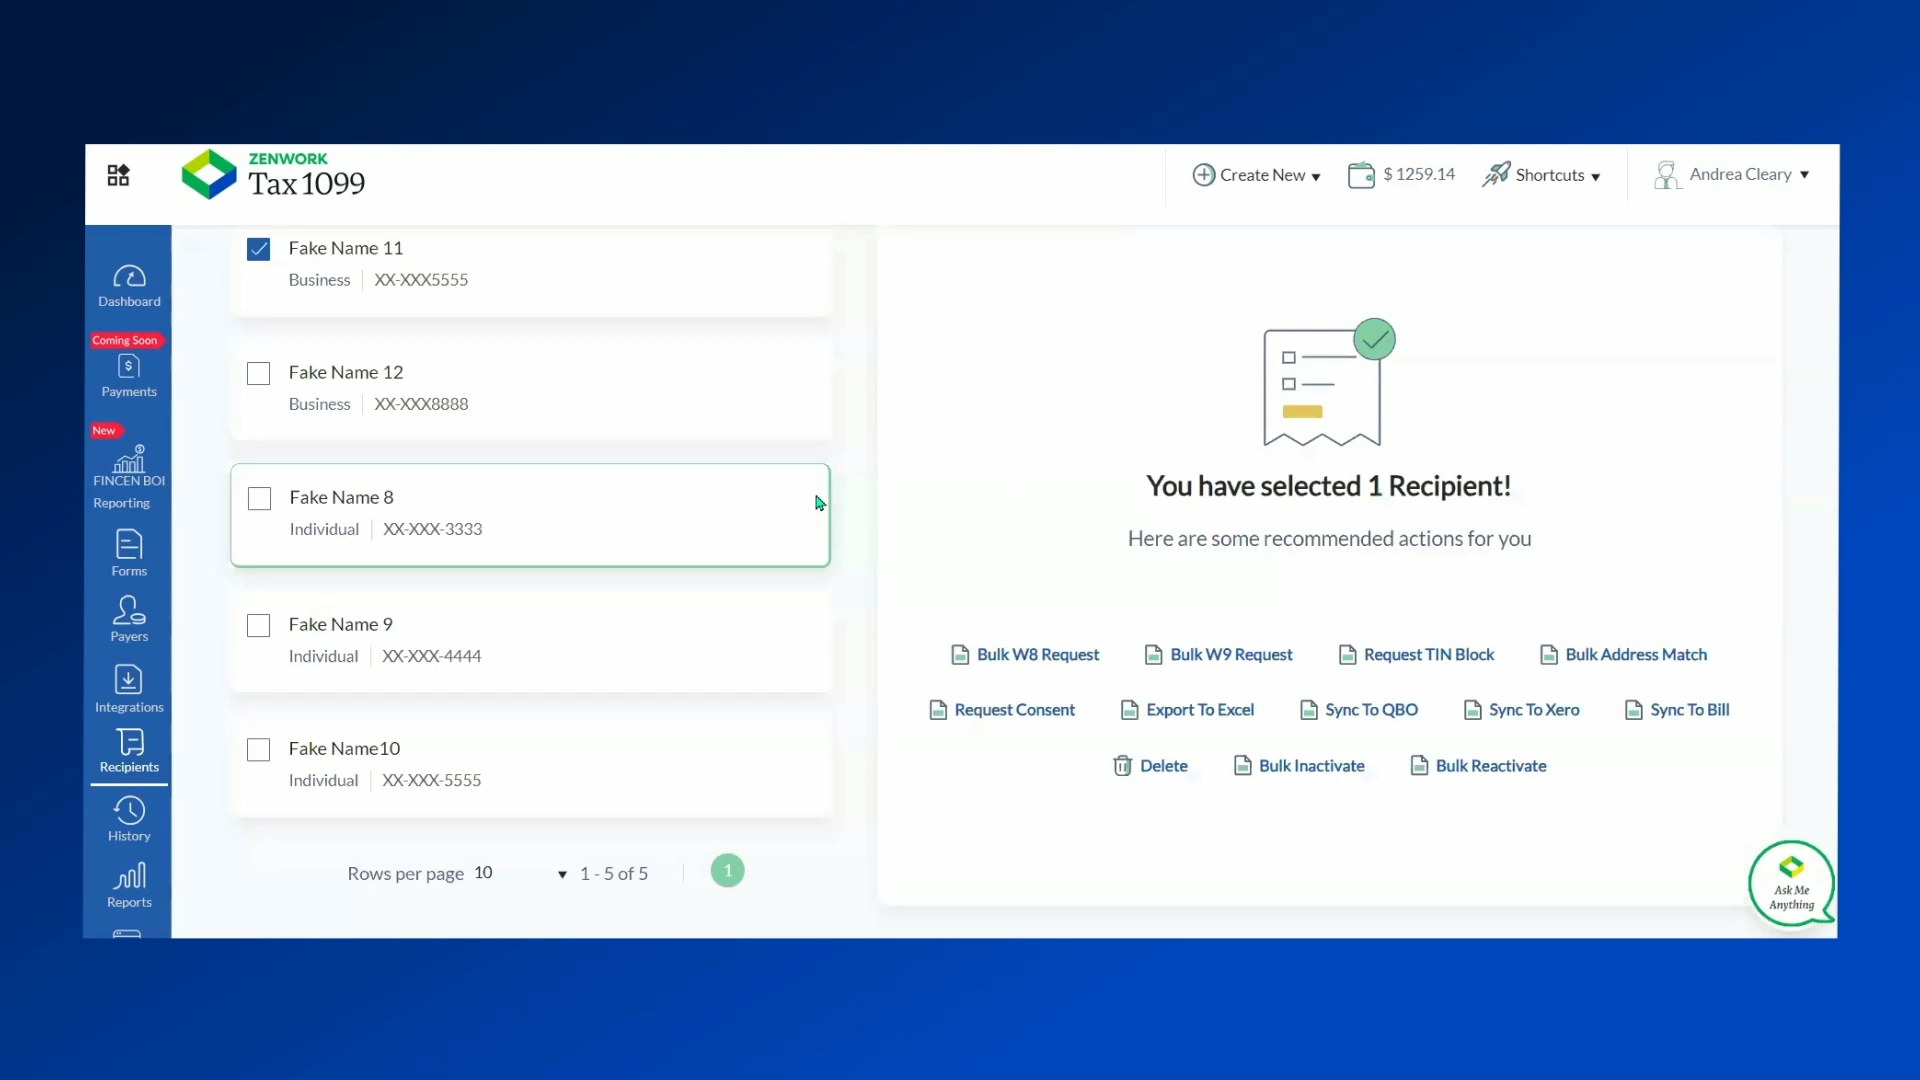 ZENWORK
Tax1099
Create New
$ 1259.14
Shortcuts
Andrea Cleary
Dashboard
Coming Soon
Payments
New
FINCEN BOI
Reporting
Forms
Payers
Integrations
Recipients
History
Reports
Fake Name 11
Business XX-XXX5555
Fake Name 12
Business XX-XXX8888
Fake Name 8
Individual XX-XXX-3333
Fake Name 9
Individual XX-XXX-4444
Fake Name10
Individual XX-XXX-5555
Rows per page 10 1 - 5 of 5 1
You have selected 1 Recipient!
Here are some recommended actions for you
Bulk W8 Request Bulk W9 Request Request TIN Block Bulk Address Match
Request Consent Export To Excel Sync To QBO Sync To Xero Sync To Bill
Delete Bulk Inactivate Bulk Reactivate
Ask Me
Anything